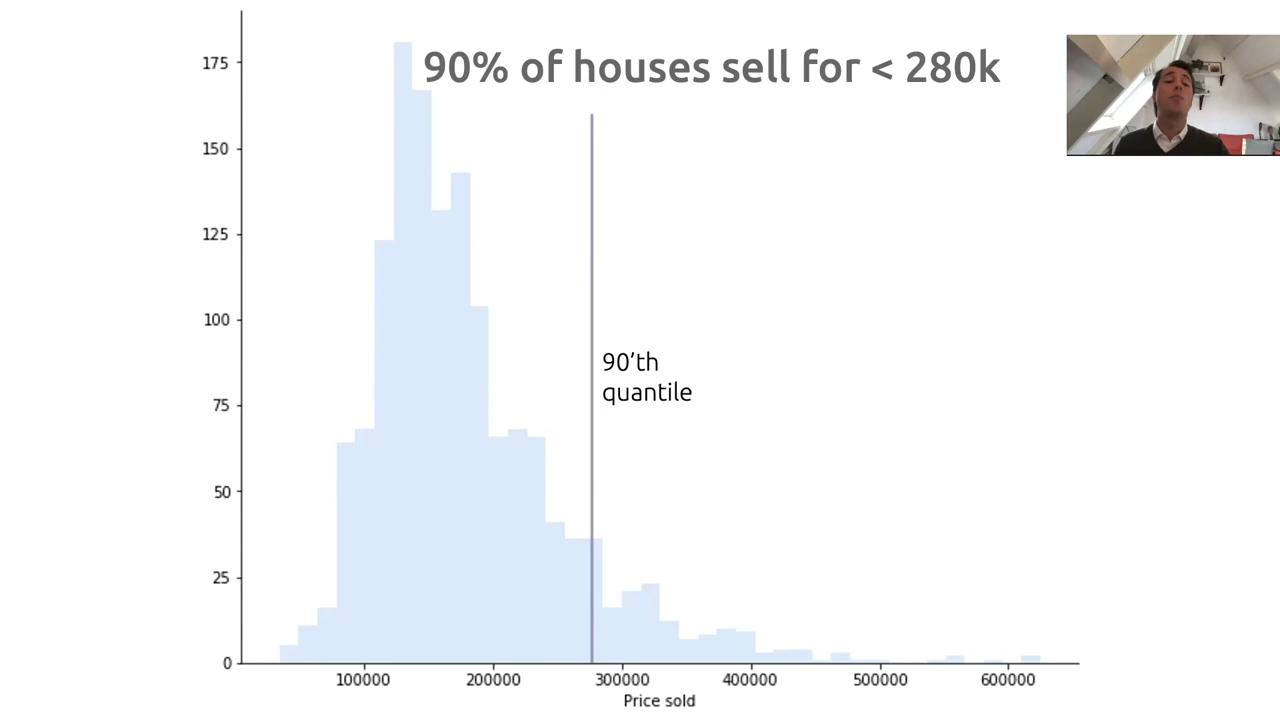 90% of houses sell for < 280k
175
150
125
100
75
50
25
0
90’th
quantile
100000 200000 300000 400000 500000 600000
Price sold